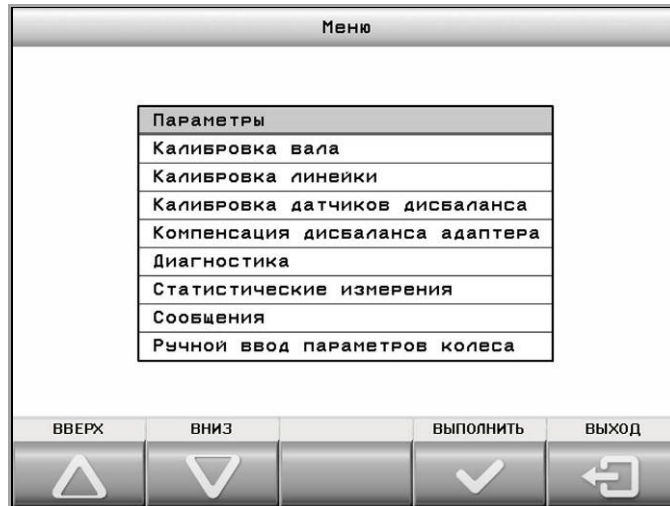 Меню
Параметры
Калибровка вала
Калибровка линейки
Калибровка датчиков дисбаланса
Компенсация дисбаланса адаптера
Диагностика
Статистические измерения
Сообщения
Ручной ввод параметров колеса
ВВЕРХ ВНИЗ ВЫПОЛНИТЬ ВЫХОД